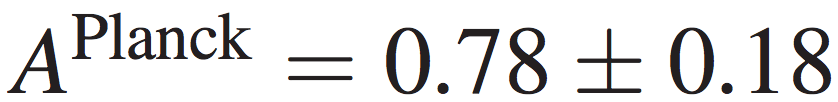 A^Planck = 0.78 ± 0.18